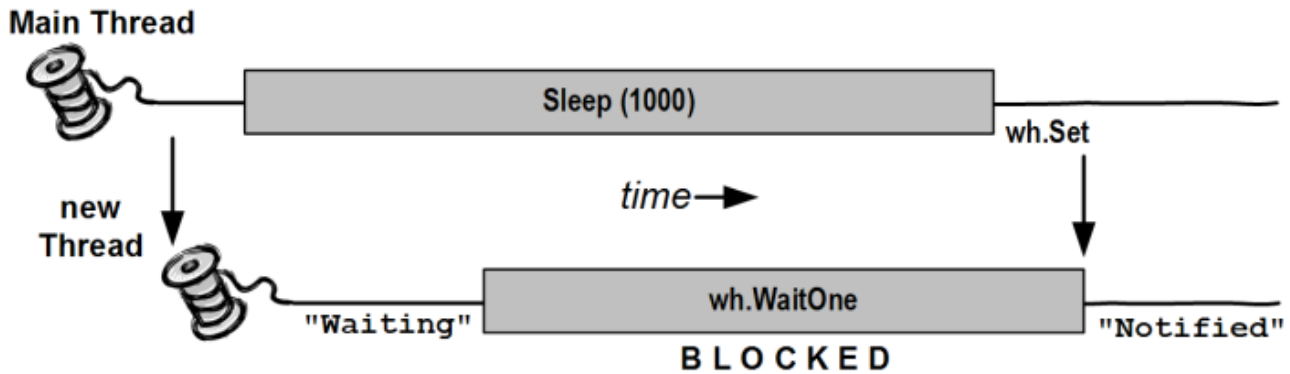 Main Thread
Sleep (1000)
wh.Set
time
new
Thread
wh.WaitOne
"Waiting"
"Notified"
BLOCKED